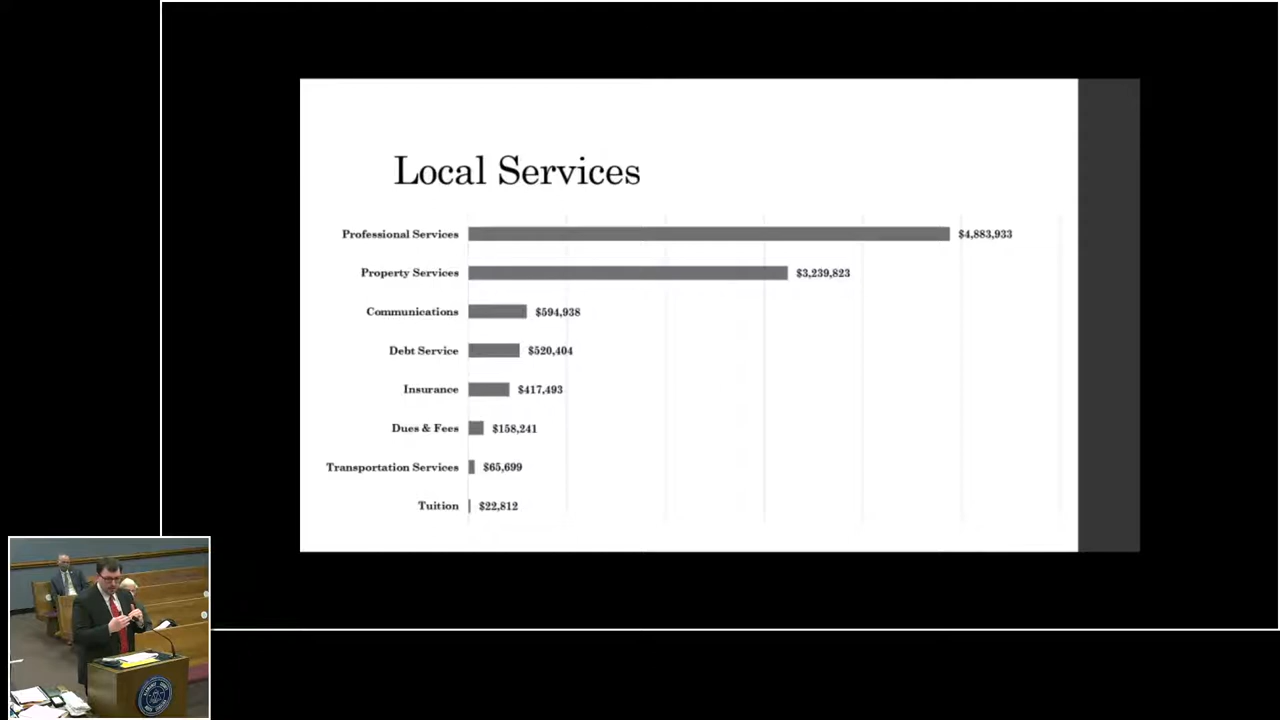 Local Services
Professional Services $4,883,933
Property Services $3,239,823
Communications $594,938
Debt Service $520,404
Insurance $417,493
Dues & Fees $158,241
Transportation Services $65,699
Tuition $22,812